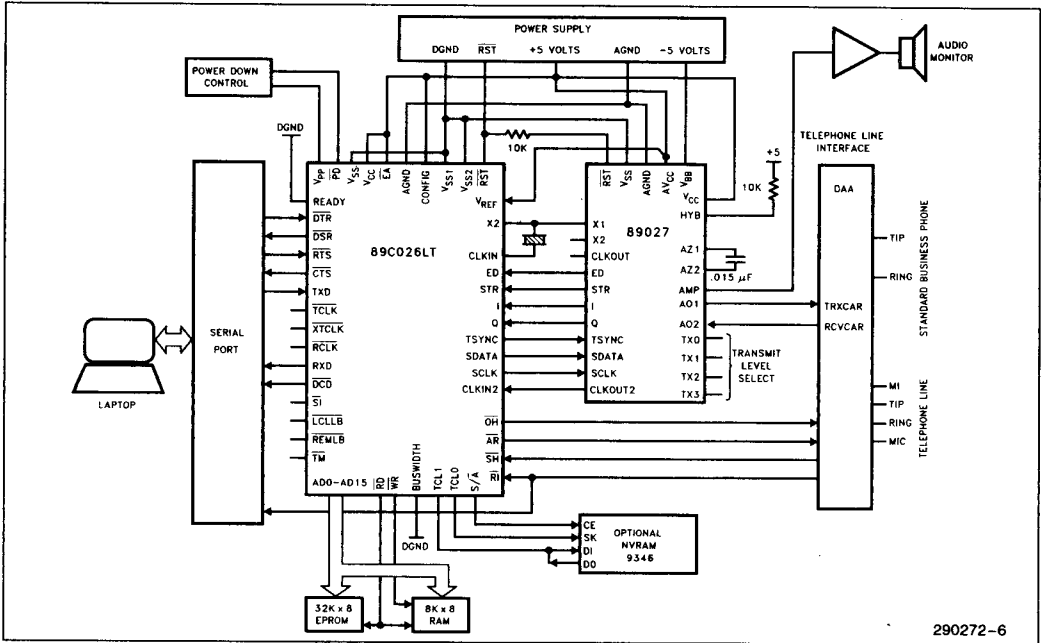 POWER SUPPLY
DGND RST +5 VOLTS AGND -5 VOLTS
AUDIO
MONITOR
POWER DOWN
CONTROL
DGND
10K
TELEPHONE LINE
INTERFACE
+5
10K
VPP PD VSS VCC EA AGND CONFIG VSS1 VSS2 RST
READY
VREF
DTR
X2
DSR
RTS
CLKIN
CTS
ED
TXD
STR
TCLK
I
XTCLK
Q
RCLK
TSYNC
RXD
SDATA
DCD
SCLK
SI
CLKIN2
LCLLB
OH
REMLB
AR
TM
SH
RI
89C026LT
AD0-AD15 RD WR BUSWIDTH TCL1 TCL0 S/A
RST VSS AGND AVCC VBB
VCC
HYB
89027
X1
X2
CLKOUT
ED
STR
I
Q
TSYNC
SDATA
SCLK
CLKOUT2
AZ1
AZ2
.015 μF
AMP
AO1
AO2
TX0
TX1
TX2
TX3
TRANSMIT
LEVEL
SELECT
DAA
TRXCAR
RCVCAR
TIP
RING
STANDARD BUSINESS PHONE
MI
TIP
RING
MIC
TELEPHONE LINE
SERIAL
PORT
LAPTOP
DGND
CE
SK
DI
DO
OPTIONAL
NVRAM
9346
32K x 8
EPROM
8K x 8
RAM
290272-6